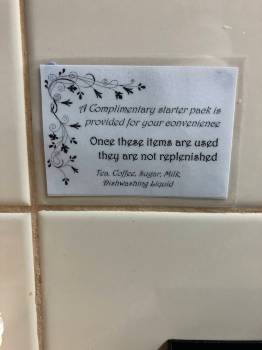 A Complimentary starter pack is
provided for your convenience
Once these items are used
they are not replenished
Tea, Coffee, Sugar, Milk,
Dishwashing Liquid